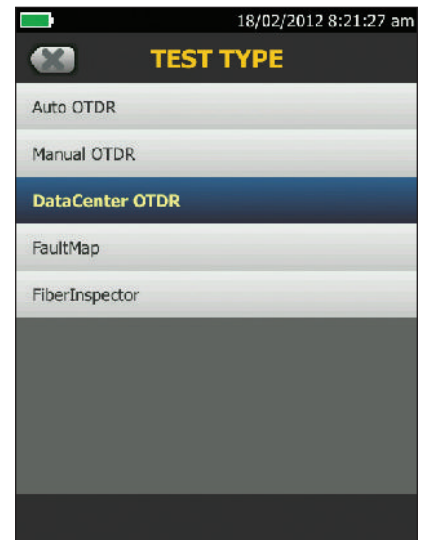 18/02/2012 8:21:27 am
TEST TYPE
Auto OTDR
Manual OTDR
DataCenter OTDR
FaultMap
FiberInspector